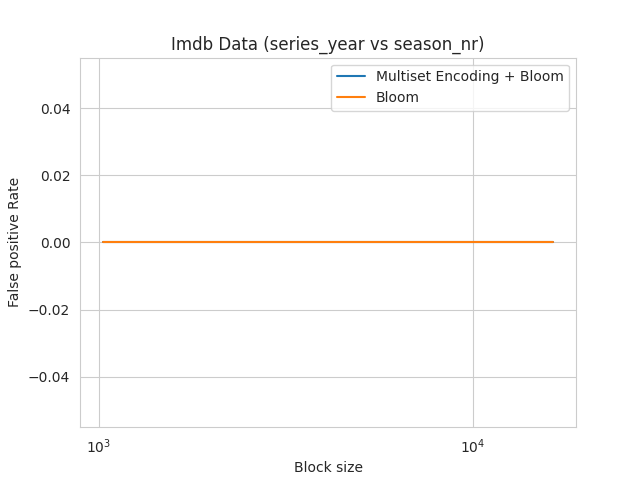 Imdb Data (series_year vs season_nr)
Multiset Encoding + Bloom
Bloom
False positive Rate
0.04
0.02
0.00
−0.02
−0.04
10³
10⁴
Block size